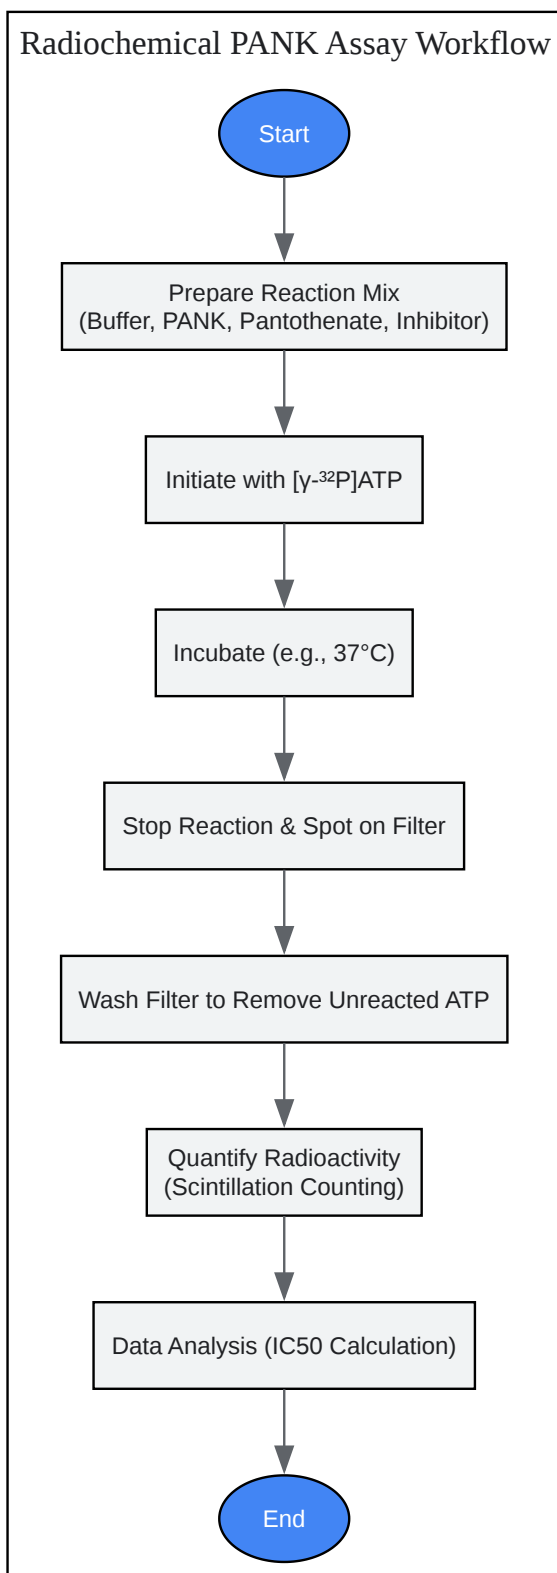 Radiochemical PANK Assay Workflow
Start
Prepare Reaction Mix
(Buffer, PANK, Pantothenate, Inhibitor)
Initiate with [γ-³²P]ATP
Incubate (e.g., 37°C)
Stop Reaction & Spot on Filter
Wash Filter to Remove Unreacted ATP
Quantify Radioactivity
(Scintillation Counting)
Data Analysis (IC50 Calculation)
End